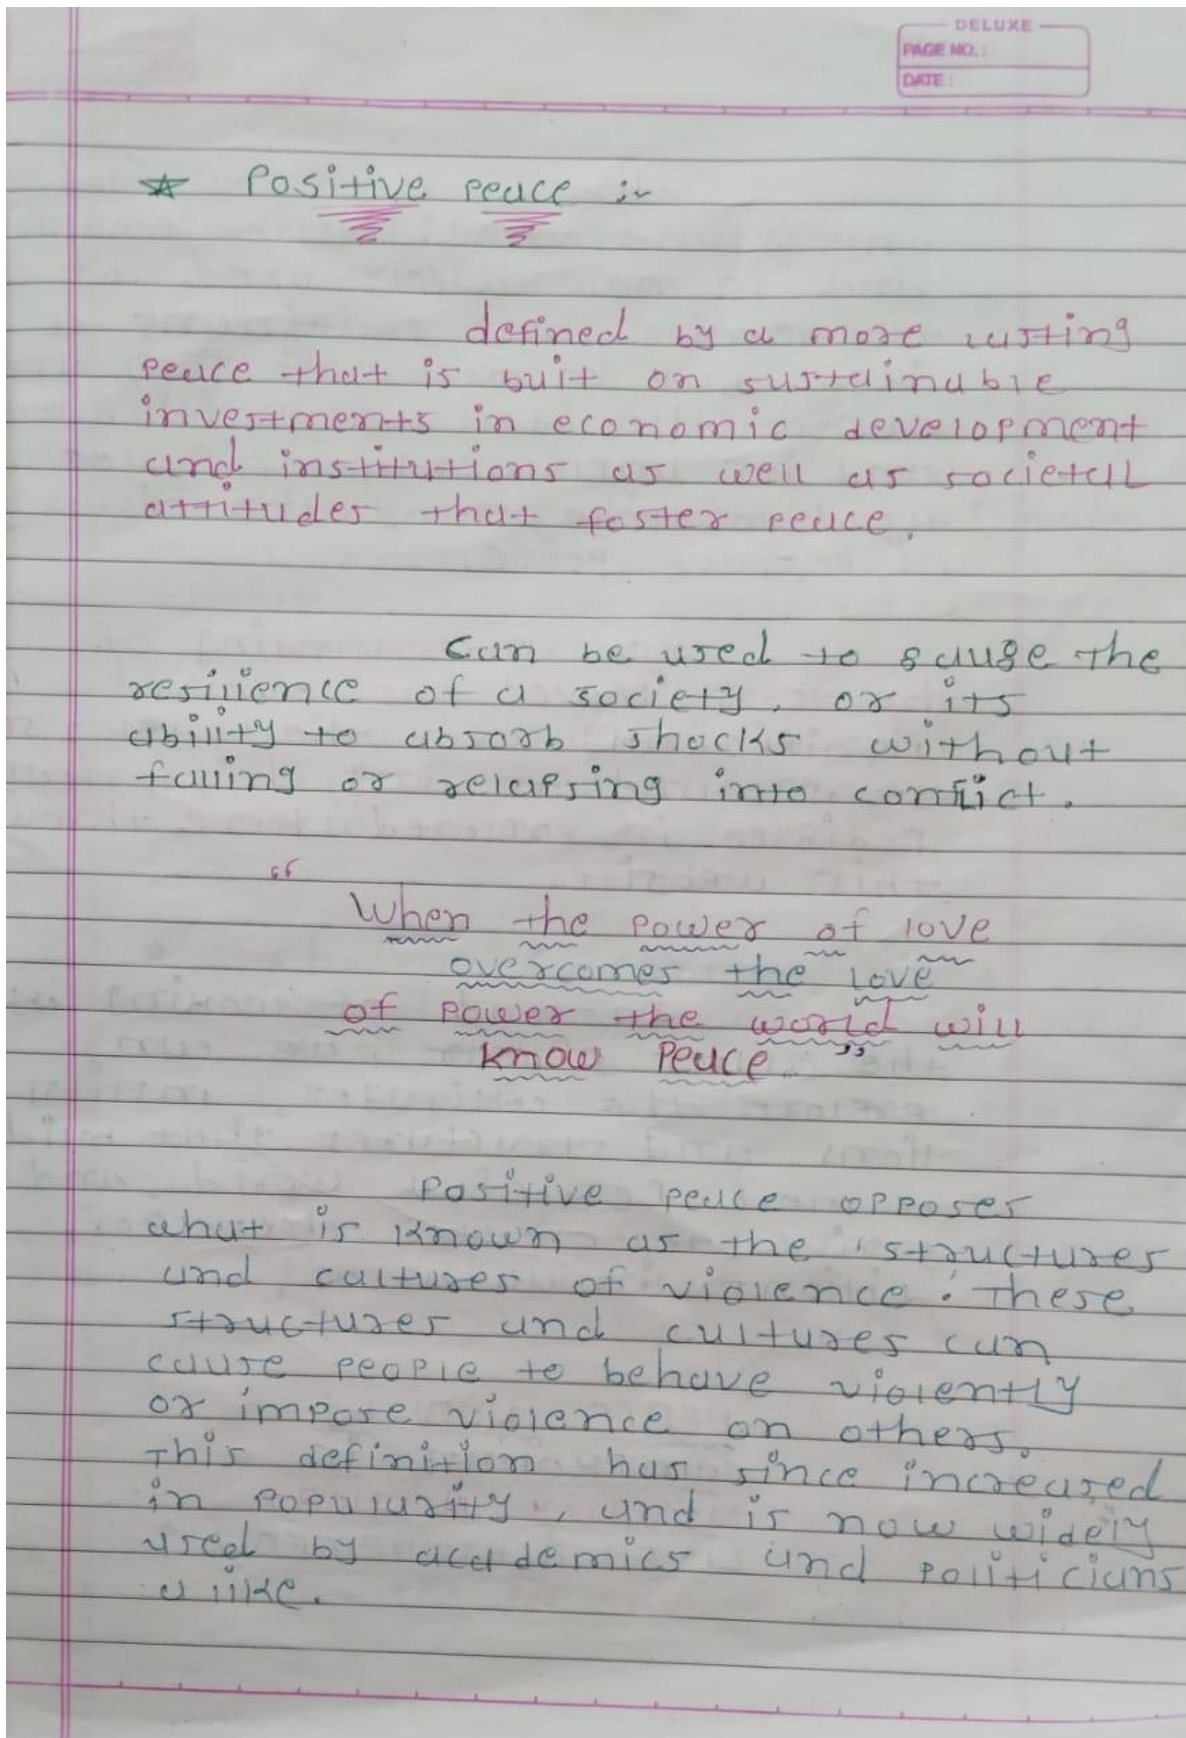 DELUXE
PAGE NO.:
DATE:
☆ Positive peace :-
defined by a more lasting
peace that is buit on sustainable
investments in economic development
and institutions as well as societal
attitudes that foster peace.
Can be used to gauge the
resilience of a society, or its
ability to absorb shocks without
falling or relapsing into conflict.
“
When the power of love
overcomes the love
of power the world will
know Peace.”
Positive peace opposes
what is known as the 'structures
and cultures of violence'. These
structures and cultures can
cause people to behave violently
or impose violence on others.
This definition has since increased
in popularity, and is now widely
used by academics and politicians
alike.